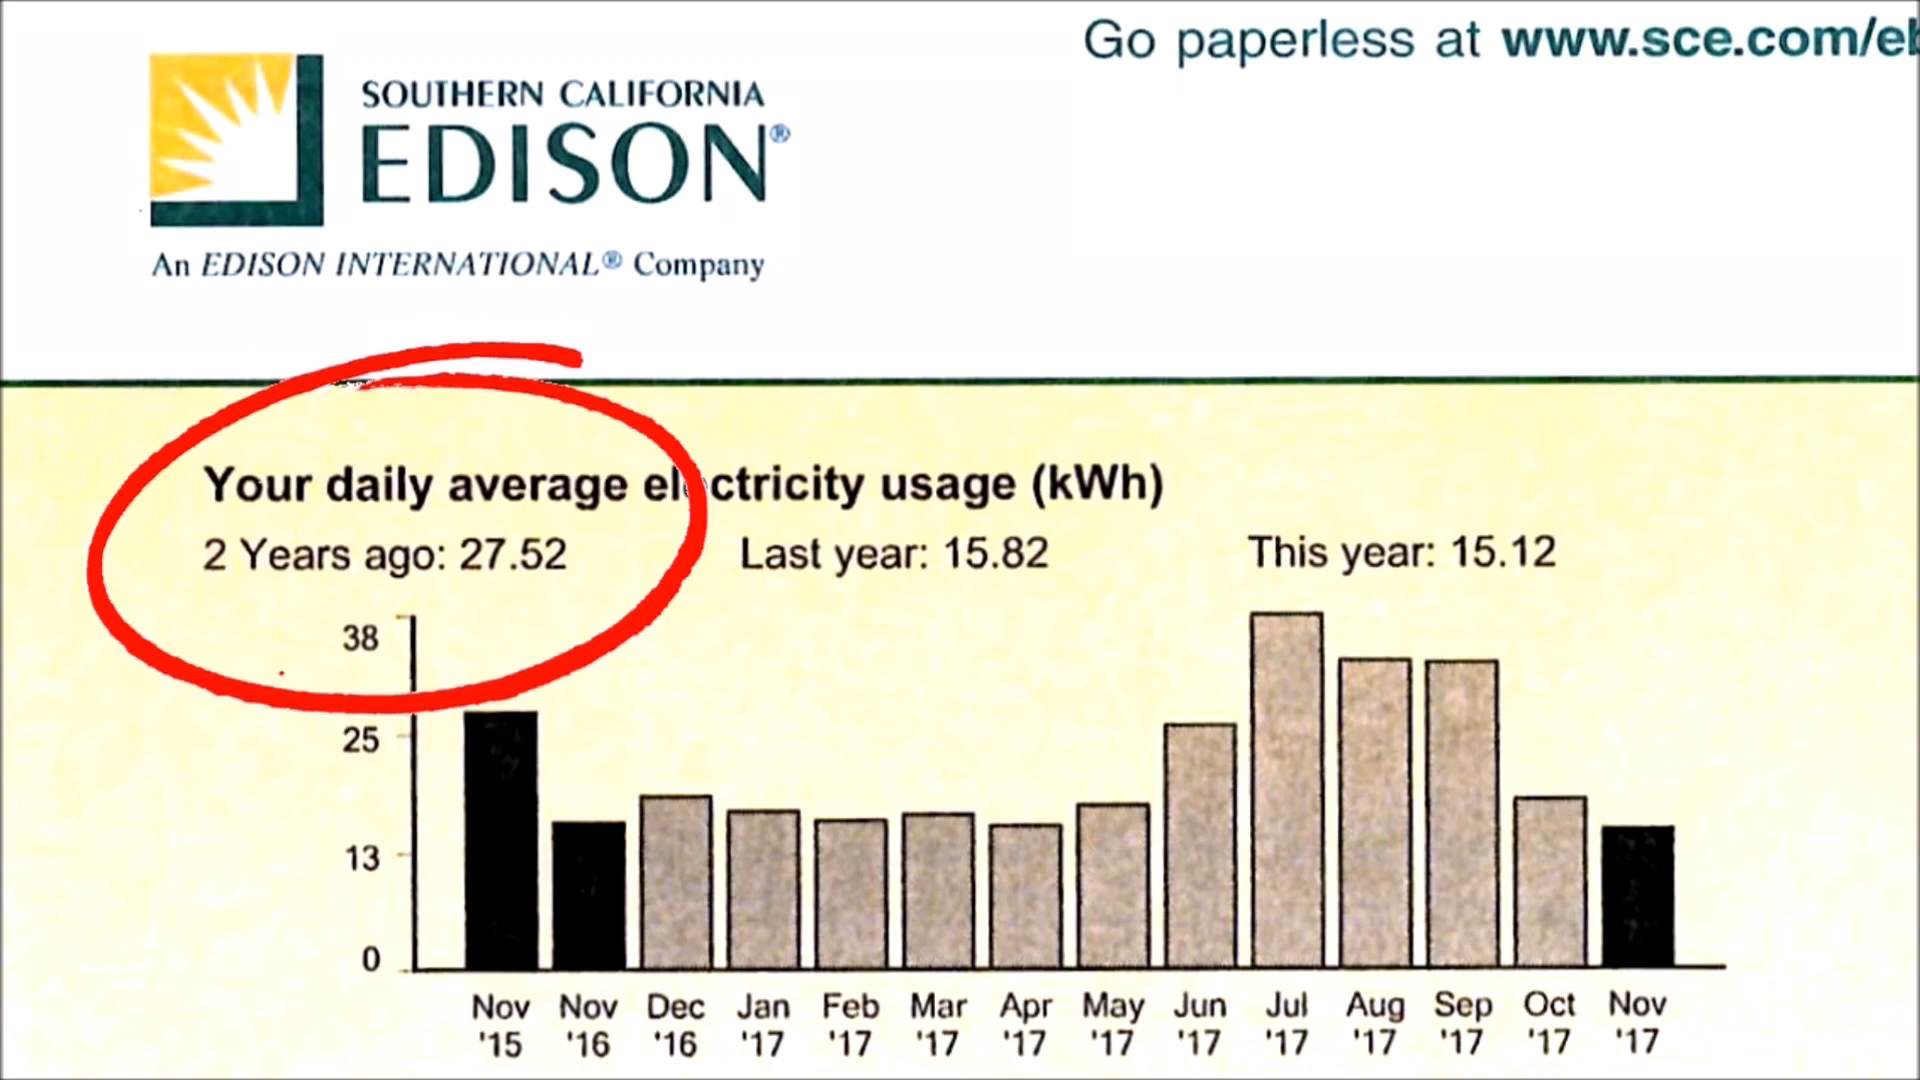 Go paperless at www.sce.com/eb
SOUTHERN CALIFORNIA
EDISON®
An EDISON INTERNATIONAL® Company
Your daily average electricity usage (kWh)
2 Years ago: 27.52 Last year: 15.82 This year: 15.12
38
25
13
0
Nov Nov Dec Jan Feb Mar Apr May Jun Jul Aug Sep Oct Nov
'15 '16 '16 '17 '17 '17 '17 '17 '17 '17 '17 '17 '17 '17